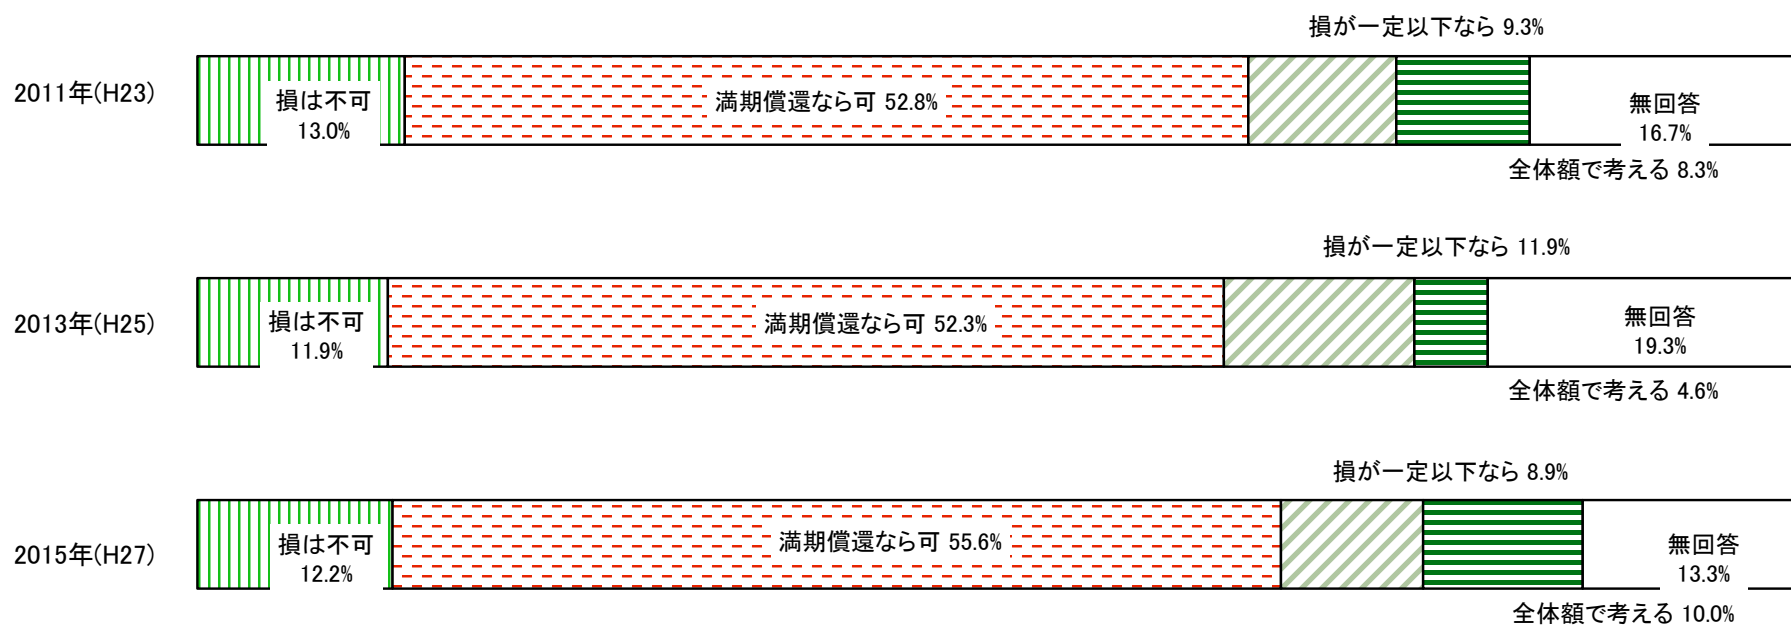 損が一定以下なら 9.3%
2011年(H23)
損は不可
13.0%
満期償還なら可 52.8%
無回答
16.7%
全体額で考える 8.3%
損が一定以下なら 11.9%
2013年(H25)
損は不可
11.9%
満期償還なら可 52.3%
無回答
19.3%
全体額で考える 4.6%
損が一定以下なら 8.9%
2015年(H27)
損は不可
12.2%
満期償還なら可 55.6%
無回答
13.3%
全体額で考える 10.0%